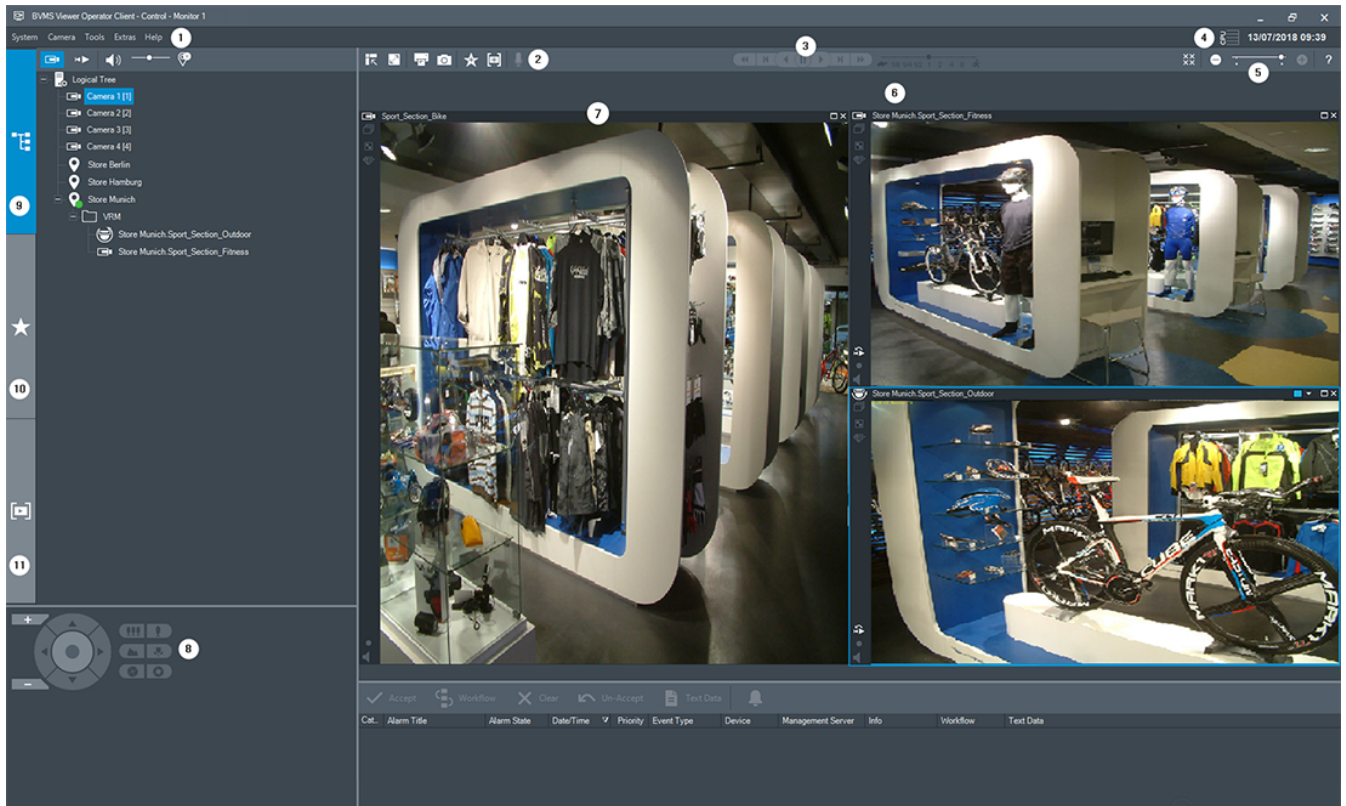 BVMS Viewer Operator Client - Control - Monitor 1
System Camera Tools Extras Help 1
4 13/07/2018 09:39
2
3
5
?
Logical Tree
Camera 1 [1]
Camera 2 [2]
Camera 3 [3]
Camera 4 [4]
Store Berlin
Store Hamburg
Store Munich
VRM
Store Munich.Sport_Section_Outdoor
Store Munich.Sport_Section_Fitness
9
10
11
8
6
7
Sport_Section_Bike
Store Munich.Sport_Section_Fitness
Store Munich.Sport_Section_Outdoor
CUBE
Accept Workflow Clear Un-Accept Text Data
Cat.. Alarm Title Alarm State Date/Time Priority Event Type Device Management Server Info Workflow Text Data